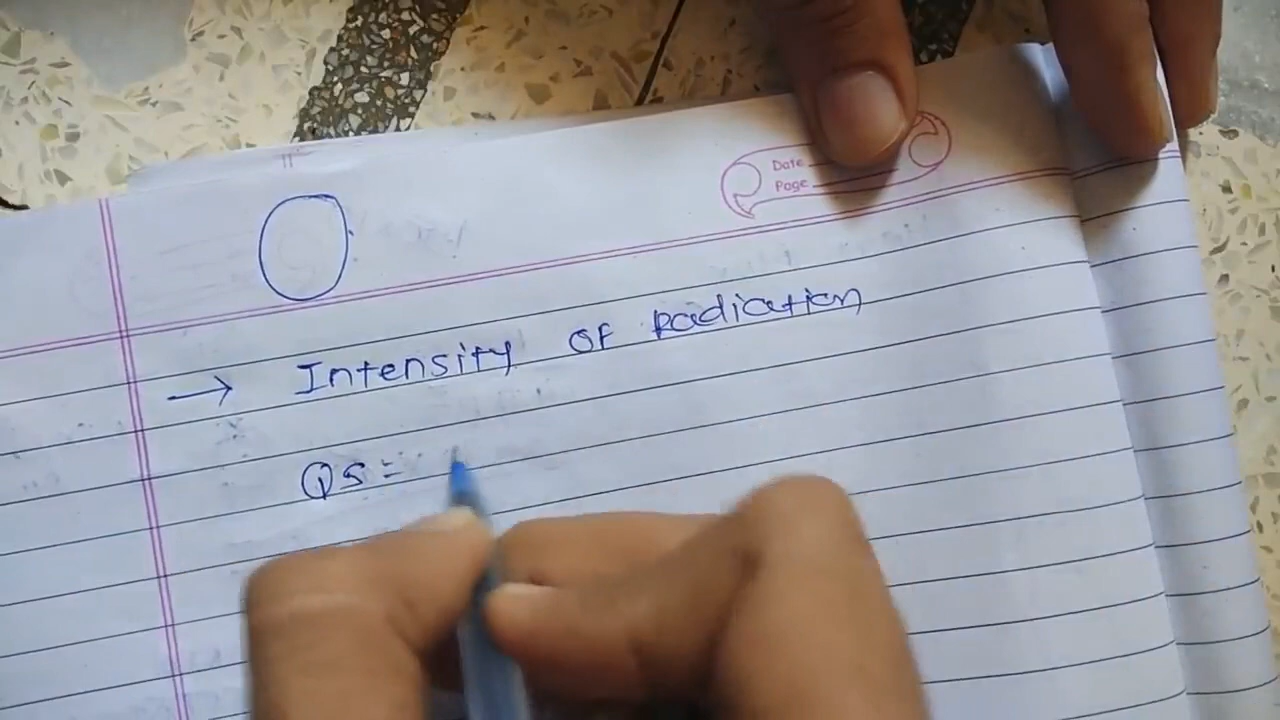 Date
Page
→ Intensity OF Radiation
QS =